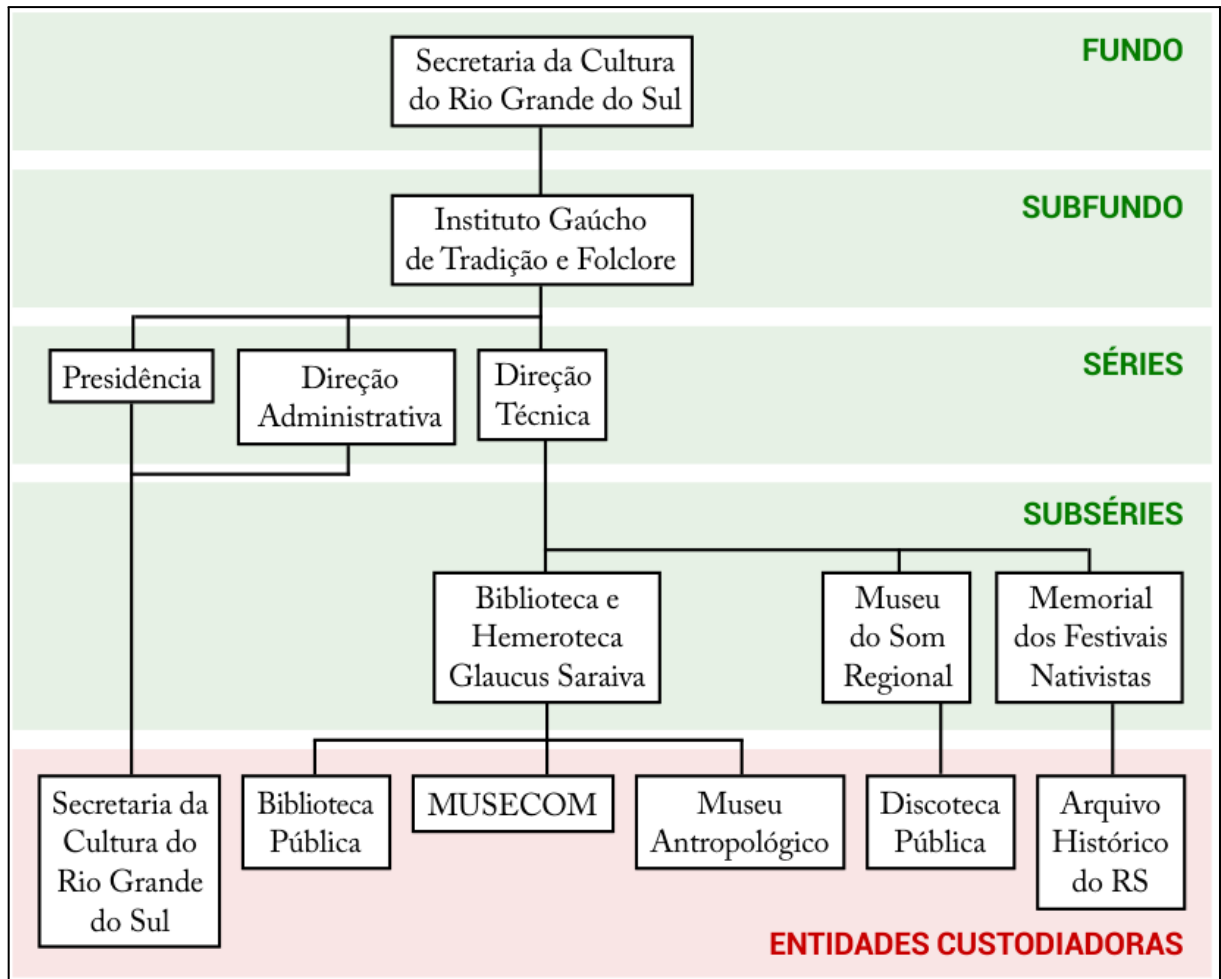 FUNDO
Secretaria da Cultura
do Rio Grande do Sul
SUBFUNDO
Instituto Gaúcho
de Tradição e Folclore
SÉRIES
Presidência
Direção
Administrativa
Direção
Técnica
SUBSÉRIES
Biblioteca e
Hemeroteca
Glaucus Saraiva
Museu
do Som
Regional
Memorial
dos Festivais
Nativistas
Secretaria da
Cultura do
Rio Grande
do Sul
Biblioteca
Pública
MUSECOM
Museu
Antropológico
Discoteca
Pública
Arquivo
Histórico
do RS
ENTIDADES CUSTODIADORAS